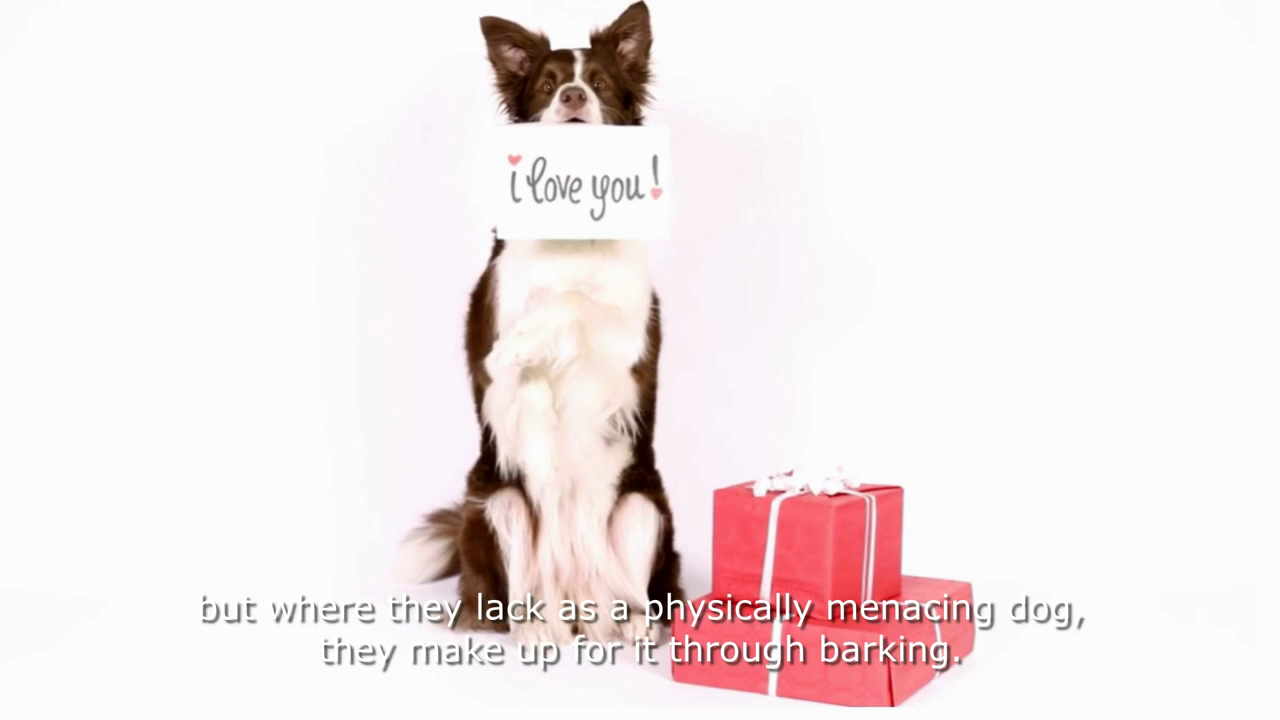 i love you!
but where they lack as a physically menacing dog,
they make up for it through barking.